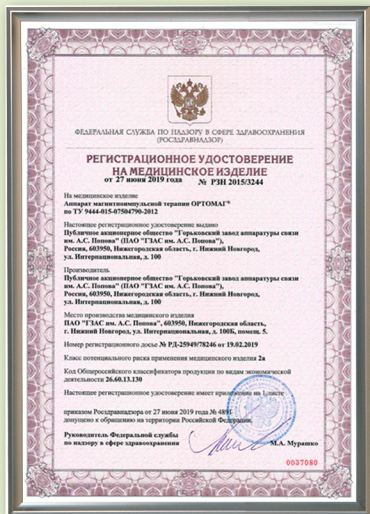 ФЕДЕРАЛЬНАЯ СЛУЖБА ПО НАДЗОРУ В СФЕРЕ ЗДРАВООХРАНЕНИЯ
(РОСЗДРАВНАДЗОР)
РЕГИСТРАЦИОННОЕ УДОСТОВЕРЕНИЕ
НА МЕДИЦИНСКОЕ ИЗДЕЛИЕ
от 27 июня 2019 года № РЗН 2015/3244
На медицинское изделие
Аппарат магнитноимпульсной терапии ОРТОМАГ®
по ТУ 9444-015-07504790-2012
Настоящее регистрационное удостоверение выдано
Публичное акционерное общество "Горьковский завод аппаратуры связи
им. А.С. Попова" (ПАО "ГЗАС им. А.С. Попова"),
Россия, 603950, Нижегородская область, г. Нижний Новгород,
ул. Интернациональная, д. 100
Производитель
Публичное акционерное общество "Горьковский завод аппаратуры связи
им. А.С. Попова" (ПАО "ГЗАС им. А.С. Попова"),
Россия, 603950, Нижегородская область, г. Нижний Новгород,
ул. Интернациональная, д. 100
Место производства медицинского изделия
ПАО "ГЗАС им. А.С. Попова", 603950, Нижегородская область,
г. Нижний Новгород, ул. Интернациональная, д. 100Б, помещ. 5.
Номер регистрационного досье № РД-25949/78246 от 19.02.2019
Класс потенциального риска применения медицинского изделия 2а
Код Общероссийского классификатора продукции по видам экономической
деятельности 26.60.13.130
Настоящее регистрационное удостоверение имеет приложение на 1 листе
приказом Росздравнадзора от 27 июня 2019 года № 4891
допущено к обращению на территории Российской Федерации.
Руководитель Федеральной службы
по надзору в сфере здравоохранения
М.А. Мурашко
0037080